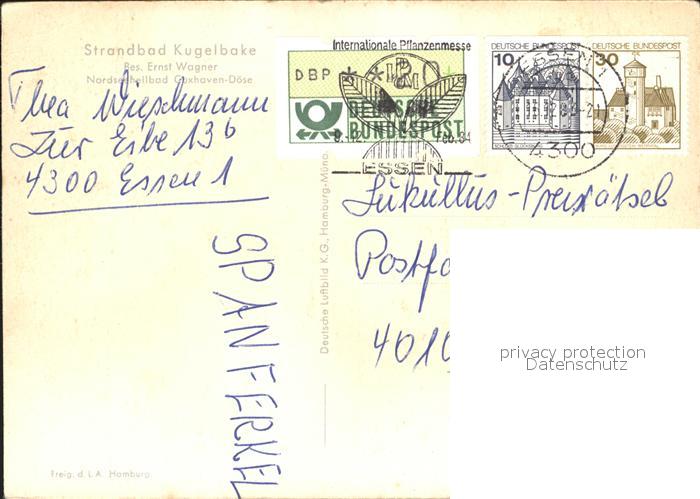 Strandbad Kugelbake
Bes. Ernst Wagner
Nordseeheilbad Cuxhaven-Döse
Thea Wieschmann
Zur Eibe 13b
4300 Essen 1
Internationale Pflanzenmesse
DBP
DEUTSCHE
BUNDESPOST
ESSEN
DEUTSCHE BUNDESPOST
10
DEUTSCHE BUNDESPOST
30
ESSEN 1
4300
Lukullus-Preisrätsel
Postfa
4010
SPANFERKEL
Deutsche Luftbild K.G., Hamburg
Freig. d. L.A. Hamburg
privacy protection
Datenschutz